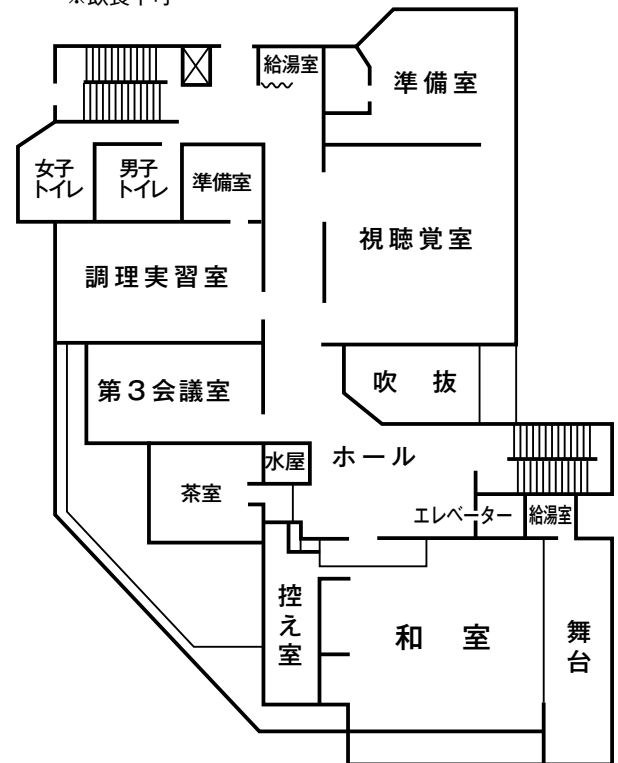 給湯室
準備室
女子
トイレ
男子
トイレ
準備室
視聴覚室
調理実習室
第3会議室
吹抜
水屋
ホール
茶室
エレベーター
給湯室
控え室
和室
舞台